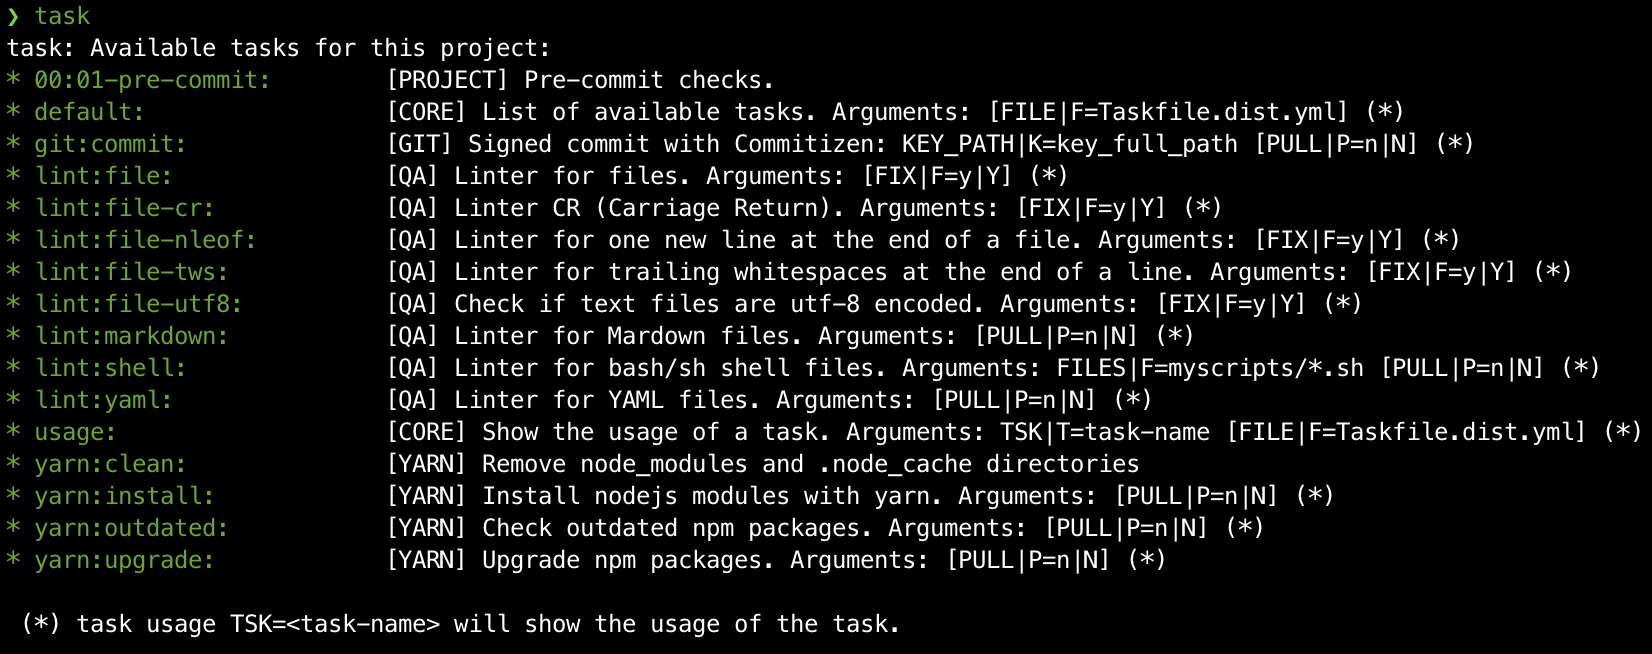 ❯ task
task: Available tasks for this project:
* 00:01-pre-commit: [PROJECT] Pre-commit checks.
* default: [CORE] List of available tasks. Arguments: [FILE|F=Taskfile.dist.yml] (*)
* git:commit: [GIT] Signed commit with Commitizen: KEY_PATH|K=key_full_path [PULL|P=n|N] (*)
* lint:file: [QA] Linter for files. Arguments: [FIX|F=y|Y] (*)
* lint:file-cr: [QA] Linter CR (Carriage Return). Arguments: [FIX|F=y|Y] (*)
* lint:file-nleof: [QA] Linter for one new line at the end of a file. Arguments: [FIX|F=y|Y] (*)
* lint:file-tws: [QA] Linter for trailing whitespaces at the end of a line. Arguments: [FIX|F=y|Y] (*)
* lint:file-utf8: [QA] Check if text files are utf-8 encoded. Arguments: [FIX|F=y|Y] (*)
* lint:markdown: [QA] Linter for Mardown files. Arguments: [PULL|P=n|N] (*)
* lint:shell: [QA] Linter for bash/sh shell files. Arguments: FILES|F=myscripts/*.sh [PULL|P=n|N] (*)
* lint:yaml: [QA] Linter for YAML files. Arguments: [PULL|P=n|N] (*)
* usage: [CORE] Show the usage of a task. Arguments: TSK|T=task-name [FILE|F=Taskfile.dist.yml] (*)
* yarn:clean: [YARN] Remove node_modules and .node_cache directories
* yarn:install: [YARN] Install nodejs modules with yarn. Arguments: [PULL|P=n|N] (*)
* yarn:outdated: [YARN] Check outdated npm packages. Arguments: [PULL|P=n|N] (*)
* yarn:upgrade: [YARN] Upgrade npm packages. Arguments: [PULL|P=n|N] (*)
(*) task usage TSK=<task-name> will show the usage of the task.